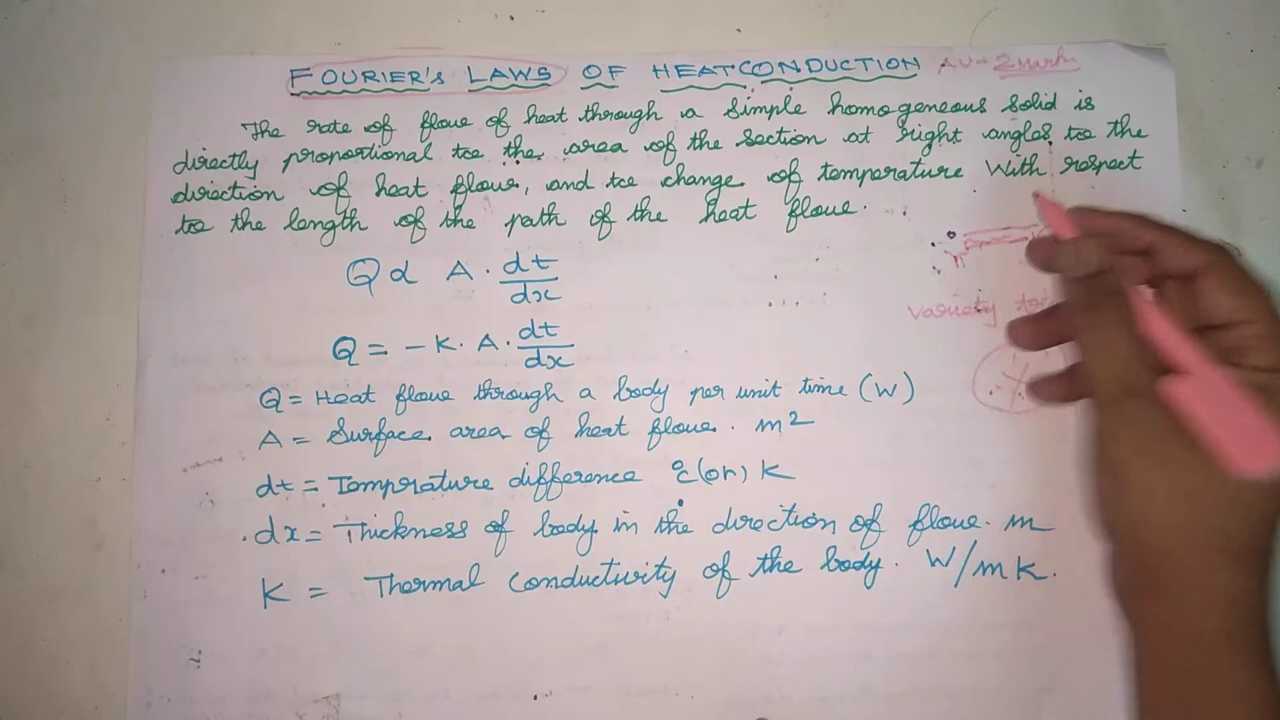 FOURIER's LAWS OF HEATCONDUCTION AU - 2 Mark
The rate of flow of heat through a simple homogeneous solid is
directly proportional to the area of the section at right angles to the
direction of heat flow, and to change of temperature with respect
to the length of the path of the heat flow.
Q ∝ A · dt/dx
Q = - K · A · dt/dx
variety
Q = Heat flow through a body per unit time (W)
A = Surface area of heat flow. m²
dt = Temprature difference °c (or) K
dx = Thickness of body in the direction of flow. m
K = Thermal conductivity of the body. W/mK.